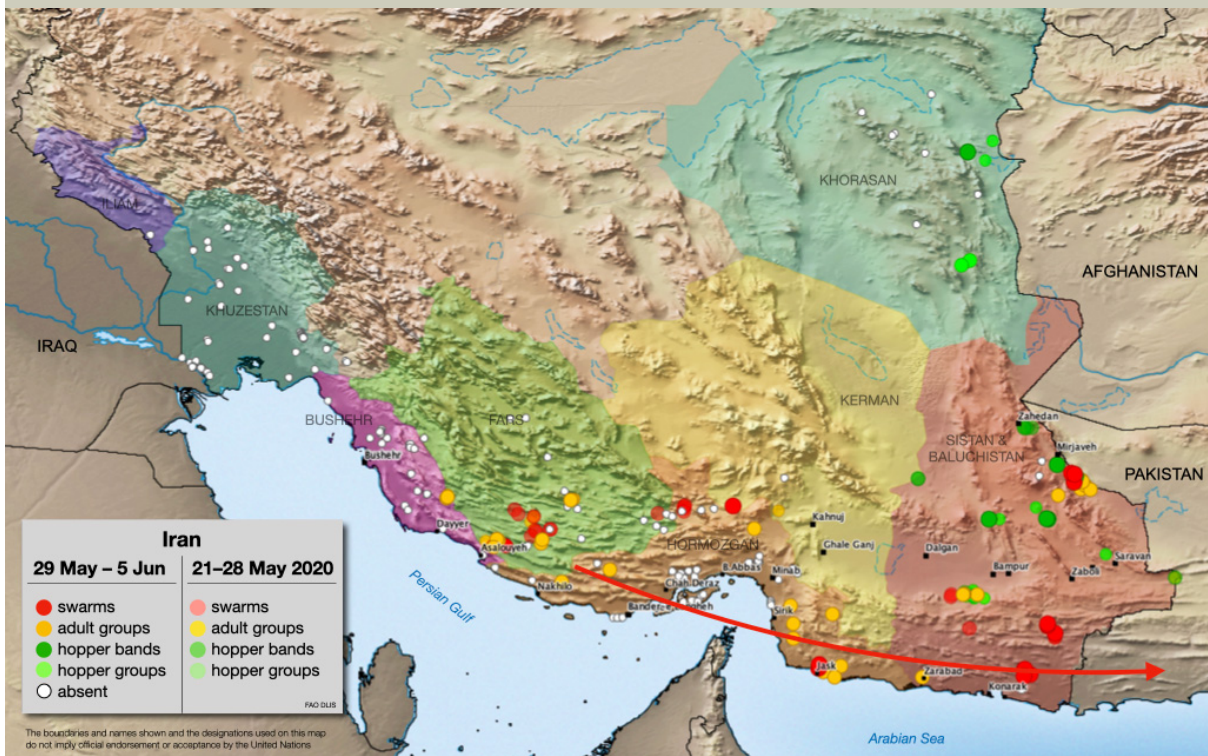 KHORASAN
ILIAM
AFGHANISTAN
KHUZESTAN
IRAQ
KERMAN
BUSHEHR
FARS
Zahedan
SISTAN &
BALUCHISTAN
Mirjaveh
Bushehr
PAKISTAN
Dayyer
Kahnuj
HORMOZGAN
Asalouyeh
Ghale Ganj
Dalgan
Saravan
B.Abbas
Bampur
Zaboli
Nakhilo
Chah Deraz
Minab
Persian Gulf
Sirik
Jask
Zarabad
Konarak
Arabian Sea
Iran
29 May – 5 Jun
21–28 May 2020
swarms
swarms
adult groups
adult groups
hopper bands
hopper bands
hopper groups
hopper groups
absent
FAO DLIS
The boundaries and names shown and the designations used on this map
do not imply official endorsement or acceptance by the United Nations